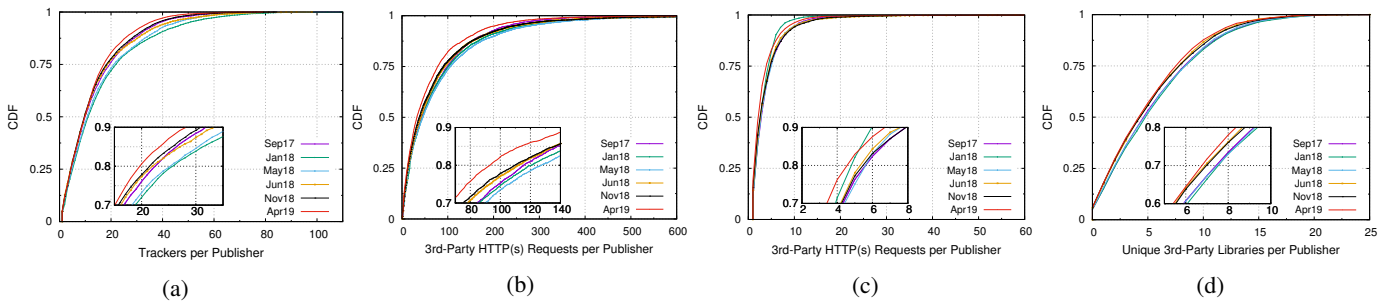 1
0.75
0.5
0.25
0
CDF
0.9
0.8
0.7
20
30
Sep17
Jan18
May18
Jun18
Nov18
Apr19
0 20 40 60 80 100
Trackers per Publisher
(a)
1
0.75
0.5
0.25
0
CDF
0.9
0.8
0.7
80 100 120 140
Sep17
Jan18
May18
Jun18
Nov18
Apr19
0 100 200 300 400 500 600
3rd-Party HTTP(s) Requests per Publisher
(b)
1
0.75
0.5
0.25
0
CDF
0.9
0.8
0.7
2 4 6 8
Sep17
Jan18
May18
Jun18
Nov18
Apr19
0 20 40 60
3rd-Party HTTP(s) Requests per Publisher
(c)
1
0.75
0.5
0.25
0
CDF
0.8
0.7
0.6
6 8 10
Sep17
Jan18
May18
Jun18
Nov18
Apr19
0 5 10 15 20 25
Unique 3rd-Party Libraries per Publisher
(d)